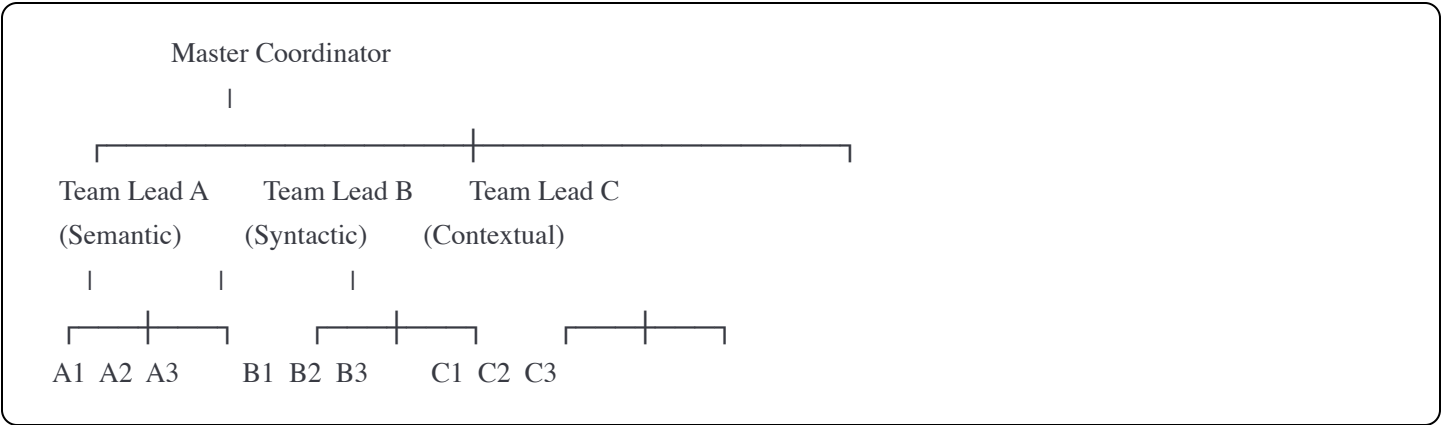 Master Coordinator
|
┌─────────────────┼─────────────────┐
Team Lead A Team Lead B Team Lead C
(Semantic) (Syntactic) (Contextual)
| | |
┌───┼───┐ ┌───┼───┐ ┌───┼───┐
A1 A2 A3 B1 B2 B3 C1 C2 C3